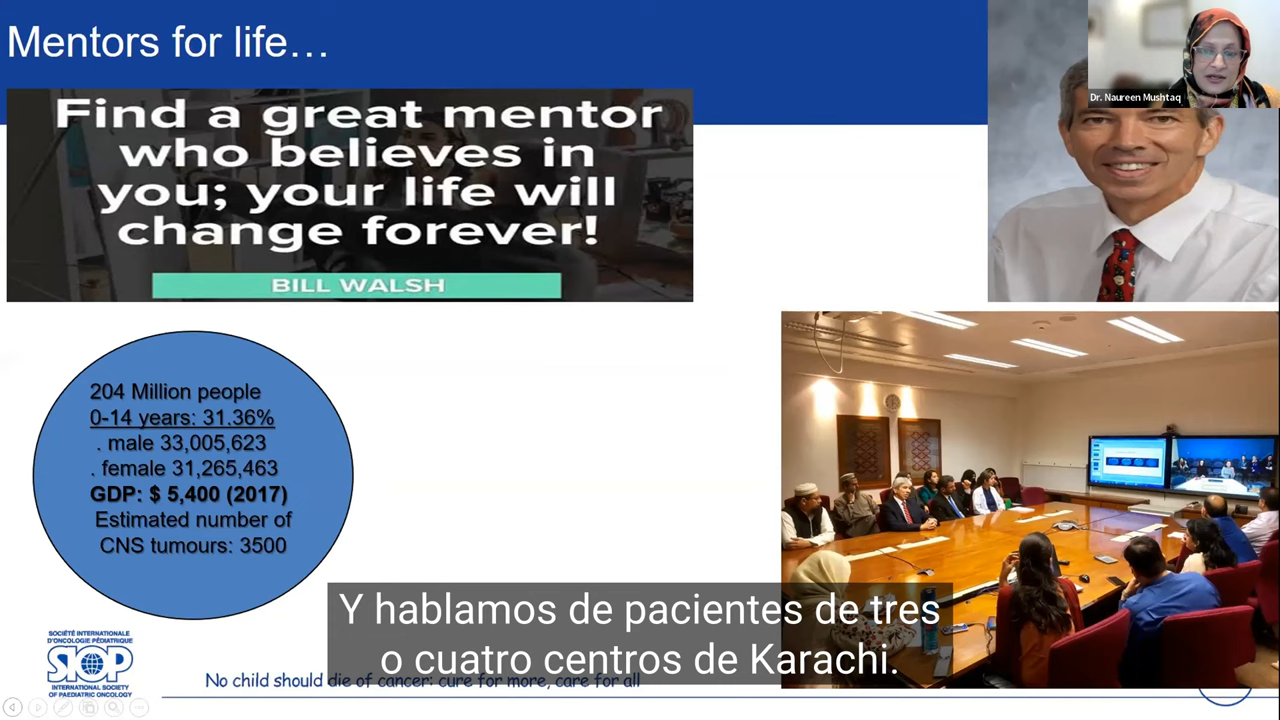 Mentors for life…
Dr. Naureen Mushtaq
Find a great mentor
who believes in
you; your life will
change forever!
BILL WALSH
204 Million people
0-14 years: 31.36%
. male 33,005,623
. female 31,265,463
GDP: $ 5,400 (2017)
Estimated number of
CNS tumours: 3500
Y hablamos de pacientes de tres
o cuatro centros de Karachi.
SOCIÉTÉ INTERNATIONALE
D'ONCOLOGIE PÉDIATRIQUE
SIOP
INTERNATIONAL SOCIETY
OF PAEDIATRIC ONCOLOGY
No child should die of cancer: cure for more, care for all